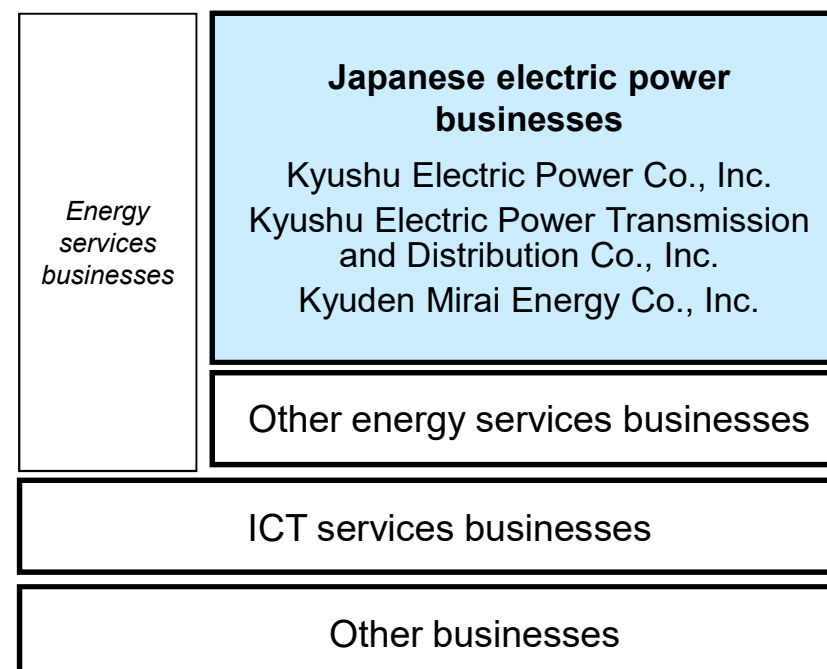 Energy
services
businesses
Japanese electric power
businesses
Kyushu Electric Power Co., Inc.
Kyushu Electric Power Transmission
and Distribution Co., Inc.
Kyuden Mirai Energy Co., Inc.
Other energy services businesses
ICT services businesses
Other businesses